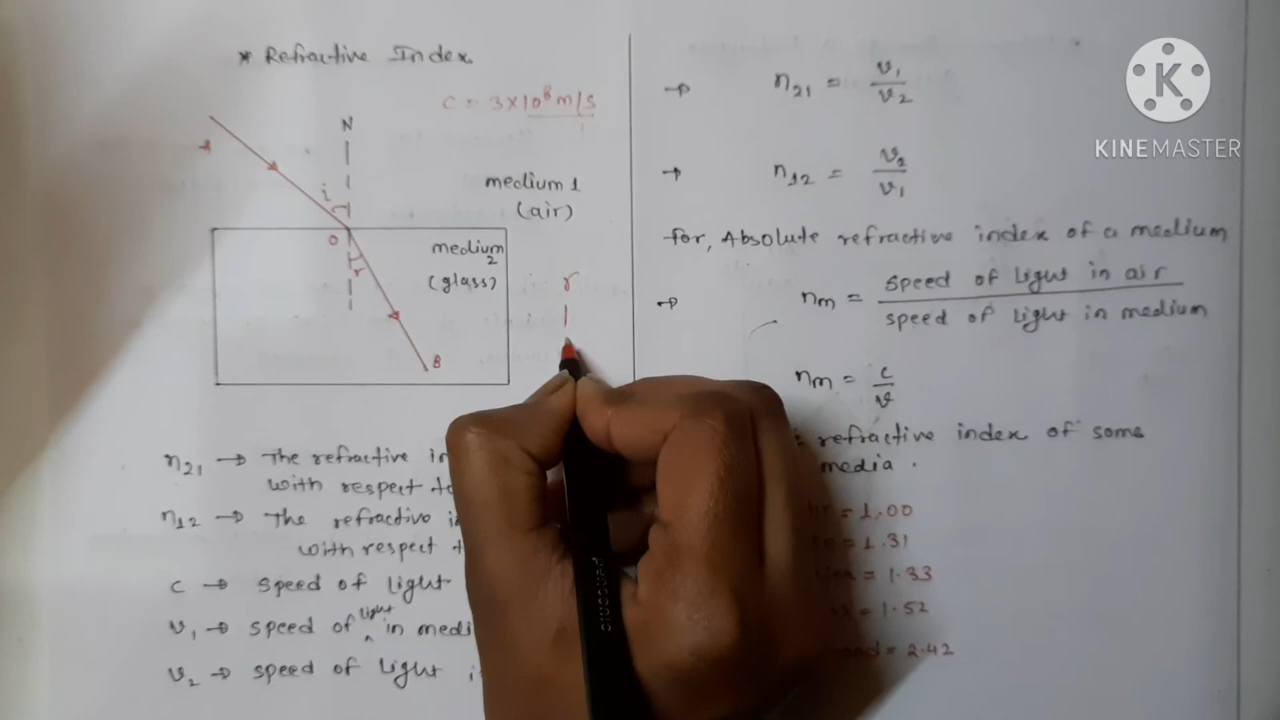 * Refractive Index
c = 3×10⁸ m/s
A
N
i
medium 1
(air)
O
r
medium 2
(glass)
B
r
n₂₁ → The refractive
with respect
n₁₂ → The refractivo
with respect
c → speed of light
v₁ → speed of light in
v₂ → speed of light
→ n₂₁ = v₁/v₂
→ n₁₂ = v₂/v₁
for, Absolute refractive index of a medium
→ nm = speed of light in air / speed of light in medium
nm = c/v
refractive index of some
media.
= 1.00
= 1.31
= 1.33
= 1.52
= 2.42
KINEMASTER
Panasonic